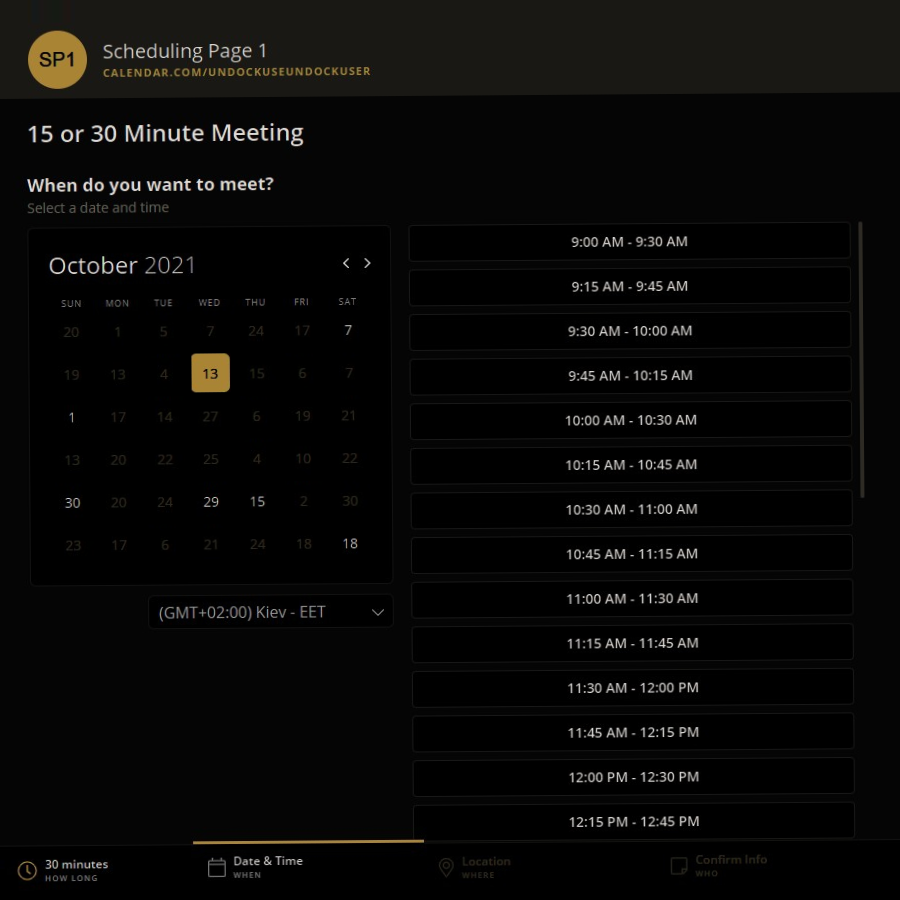 SP1
Scheduling Page 1
CALENDAR.COM/UNDOCKUSEUNDOCKUSER
15 or 30 Minute Meeting
When do you want to meet?
Select a date and time
October 2021
SUN MON TUE WED THU FRI SAT
20 1 5 7 24 17 7
19 13 4 13 15 6 7
1 17 14 27 6 19 21
13 20 22 25 4 10 22
30 20 24 29 15 2 30
23 17 6 21 24 18 18
(GMT+02:00) Kiev - EET
9:00 AM - 9:30 AM
9:15 AM - 9:45 AM
9:30 AM - 10:00 AM
9:45 AM - 10:15 AM
10:00 AM - 10:30 AM
10:15 AM - 10:45 AM
10:30 AM - 11:00 AM
10:45 AM - 11:15 AM
11:00 AM - 11:30 AM
11:15 AM - 11:45 AM
11:30 AM - 12:00 PM
11:45 AM - 12:15 PM
12:00 PM - 12:30 PM
12:15 PM - 12:45 PM
30 minutes
HOW LONG
Date & Time
WHEN
Location
WHERE
Confirm Info
WHO